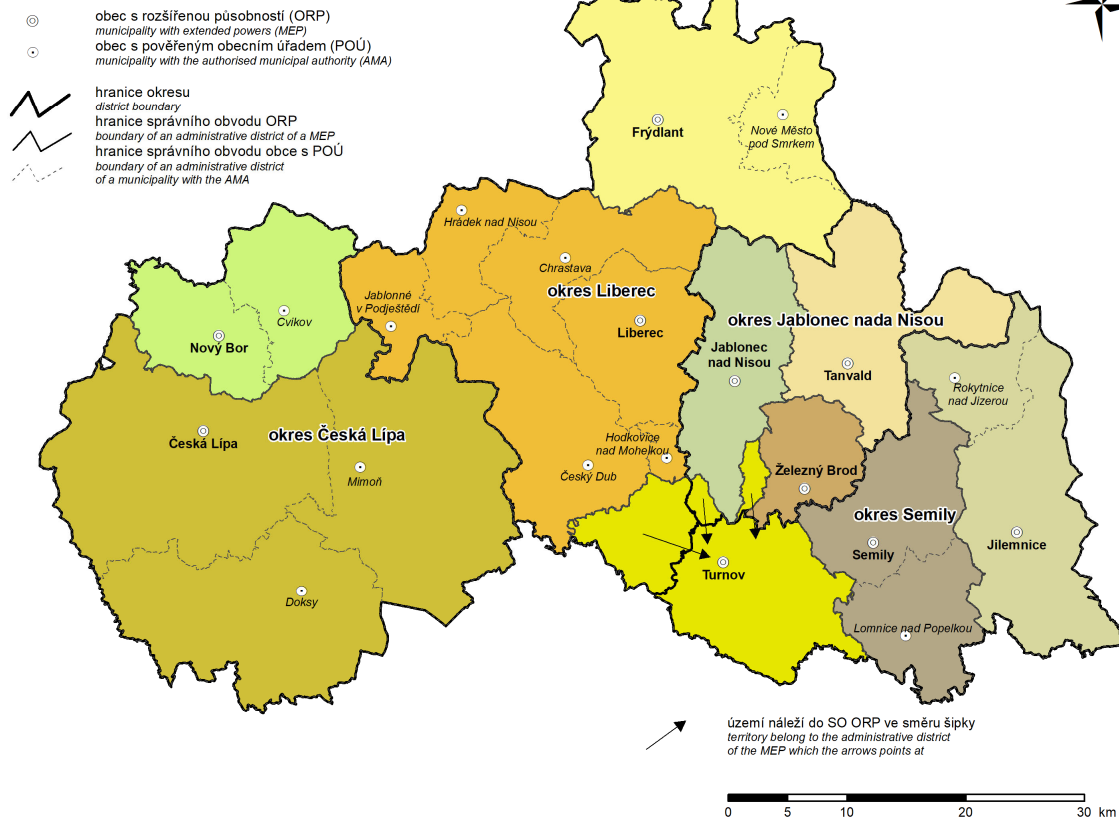 obec s rozšířenou působností (ORP)
municipality with extended powers (MEP)
obec s pověřeným obecním úřadem (POÚ)
municipality with the authorised municipal authority (AMA)
hranice okresu
district boundary
hranice správního obvodu ORP
boundary of an administrative district of a MEP
hranice správního obvodu obce s POÚ
boundary of an administrative district
of a municipality with the AMA
Frýdlant
Nové Město
pod Smrkem
Hrádek nad Nisou
Chrastava
okres Liberec
Jablonné
v Podještědí
Cvikov
Liberec
okres Jablonec nada Nisou
Nový Bor
Jablonec
nad Nisou
Tanvald
Rokytnice
nad Jizerou
Česká Lípa
okres Česká Lípa
Hodkovice
nad Mohelkou
Mimoň
Český Dub
Železný Brod
okres Semily
Semily
Jilemnice
Turnov
Doksy
Lomnice nad Popelkou
území náleží do SO ORP ve směru šipky
territory belong to the administrative district
of the MEP which the arrows points at
0 5 10 20 30 km